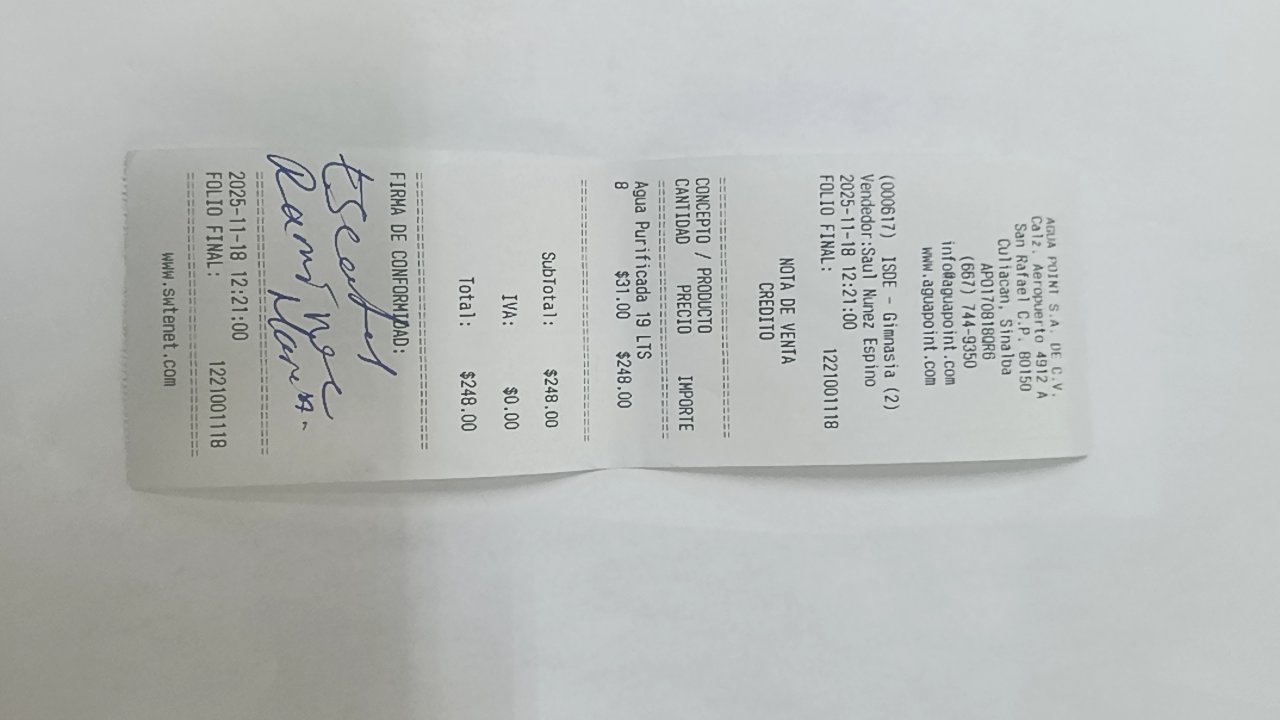 AGUA POINT S.A. DE C.V.
Calz. Aeropuerto 4912 A
San Rafael C.P. 80150
Culiacan, Sinaloa
APO170818QR6
(667) 744-9350
info@aguapoint.com
www.aguapoint.com
(000617) ISDE - Gimnasia (2)
Vendedor:Saul Nunez Espino
2025-11-18 12:21:00
FOLIO FINAL: 1221001118
NOTA DE VENTA
CREDITO
==============================
CONCEPTO / PRODUCTO
CANTIDAD PRECIO IMPORTE
==============================
Agua Purificada 19 LTS
8 $31.00 $248.00
==============================
SubTotal: $248.00
IVA: $0.00
Total: $248.00
==============================
FIRMA DE CONFORMIDAD:
==============================
2025-11-18 12:21:00
FOLIO FINAL: 1221001118
==============================
www.swtenet.com